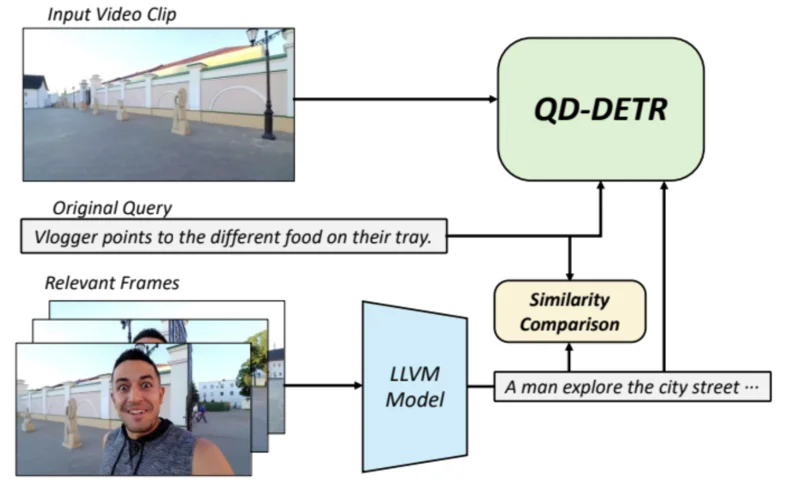 Input Video Clip
QD-DETR
Original Query
Vlogger points to the different food on their tray.
Relevant Frames
Similarity
Comparison
LLVM
Model
A man explore the city street ⋯